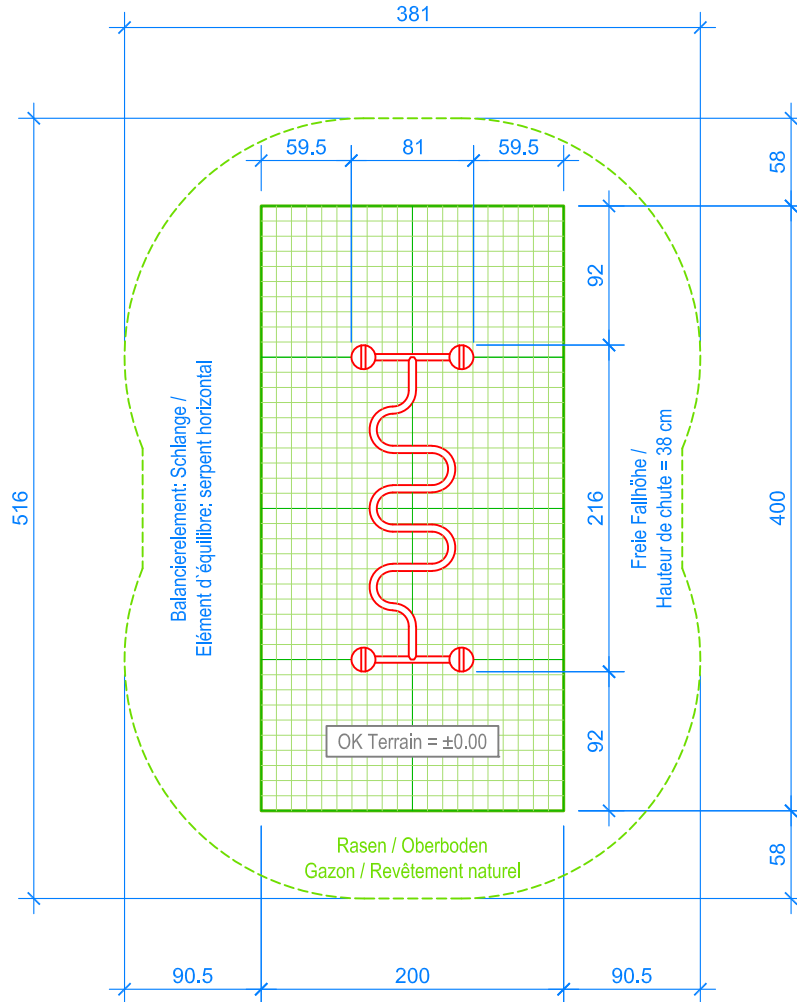 381
59.5
81
59.5
58
92
Balancierelement: Schlange /
Elément d'équilibre: serpent horizontal
Freie Fallhöhe /
Hauteur de chute = 38 cm
516
216
400
OK Terrain = ±0.00
92
Rasen / Oberboden
Gazon / Revêtement naturel
58
90.5
200
90.5